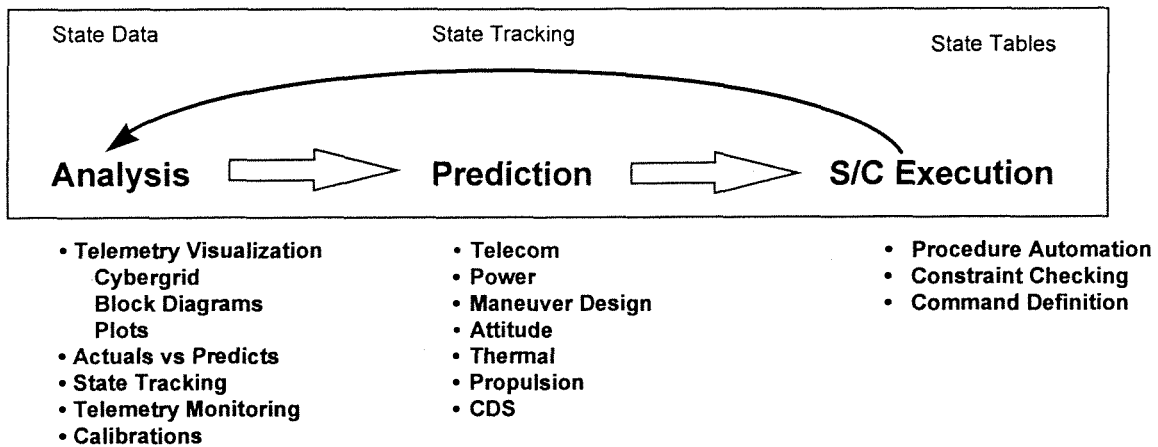 State Data
State Tracking
State Tables
Analysis
Prediction
S/C Execution
• Telemetry Visualization
Cybergrid
Block Diagrams
Plots
• Actuals vs Predicts
• State Tracking
• Telemetry Monitoring
• Calibrations
• Telecom
• Power
• Maneuver Design
• Attitude
• Thermal
• Propulsion
• CDS
• Procedure Automation
• Constraint Checking
• Command Definition